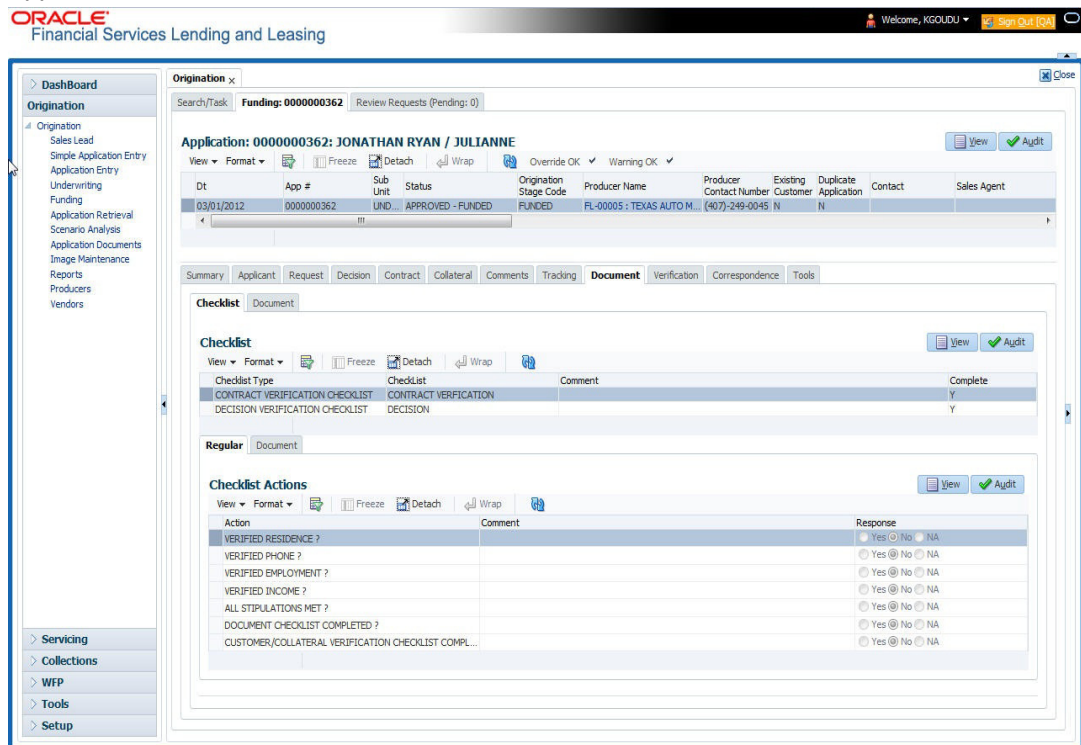 ORACLE
Welcome, KGOUDU
Sign Out [QA]
Financial Services Lending and Leasing
Close
DashBoard
Origination
Origination
Sales Lead
Simple Application Entry
Application Entry
Underwriting
Funding
Application Retrieval
Scenario Analysis
Application Documents
Image Maintenance
Reports
Producers
Vendors
Servicing
Collections
WFP
Tools
Setup
Origination x
Search/Task Funding: 0000000362 Review Requests (Pending: 0)
Application: 0000000362: JONATHAN RYAN / JULIANNE
View Audit
View Format Freeze Detach Wrap Override OK Warning OK
Dt App # Sub Unit Status Origination Stage Code Producer Name Producer Contact Number Existing Customer Duplicate Application Contact Sales Agent
03/01/2012 0000000362 UND... APPROVED - FUNDED FUNDED FL-00005 : TEXAS AUTO M... (407)-249-0045 N N
Summary Applicant Request Decision Contract Collateral Comments Tracking Document Verification Correspondence Tools
Checklist Document
Checklist
View Audit
View Format Freeze Detach Wrap
Checklist Type CheckList Comment Complete
CONTRACT VERIFICATION CHECKLIST CONTRACT VERFICATION Y
DECISION VERIFICATION CHECKLIST DECISION Y
Regular Document
Checklist Actions
View Audit
View Format Freeze Detach Wrap
Action Comment Response
VERIFIED RESIDENCE ? Yes No NA
VERIFIED PHONE ? Yes No NA
VERIFIED EMPLOYMENT ? Yes No NA
VERIFIED INCOME ? Yes No NA
ALL STIPULATIONS MET ? Yes No NA
DOCUMENT CHECKLIST COMPLETED ? Yes No NA
CUSTOMER/COLLATERAL VERIFICATION CHECKLIST COMPL... Yes No NA